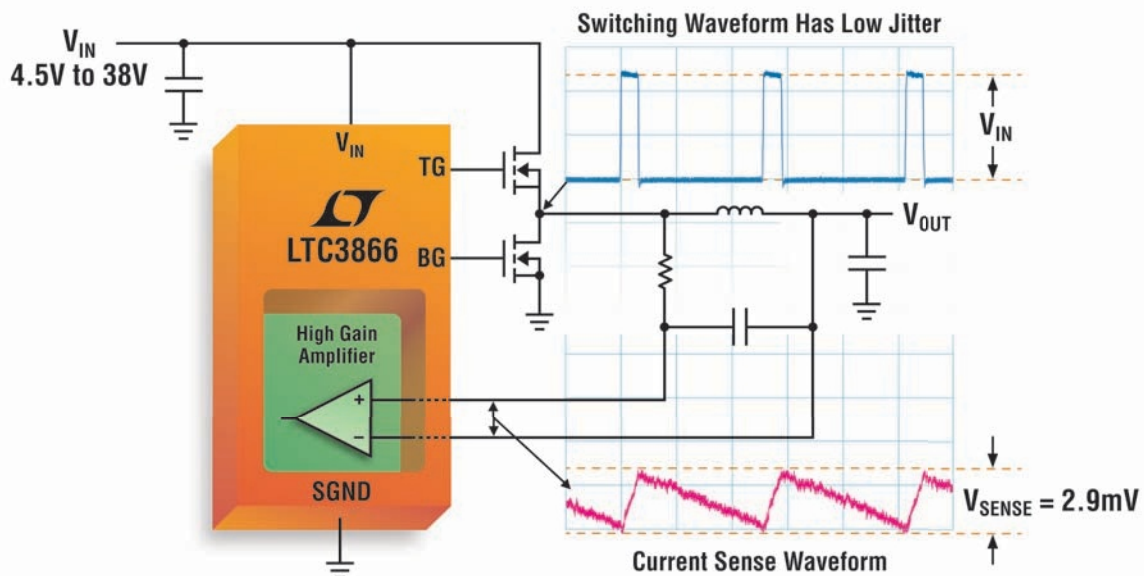 Switching Waveform Has Low Jitter
VIN
4.5V to 38V
VIN
TG
LTC3866
BG
VIN
VOUT
High Gain
Amplifier
+
−
SGND
VSENSE = 2.9mV
Current Sense Waveform